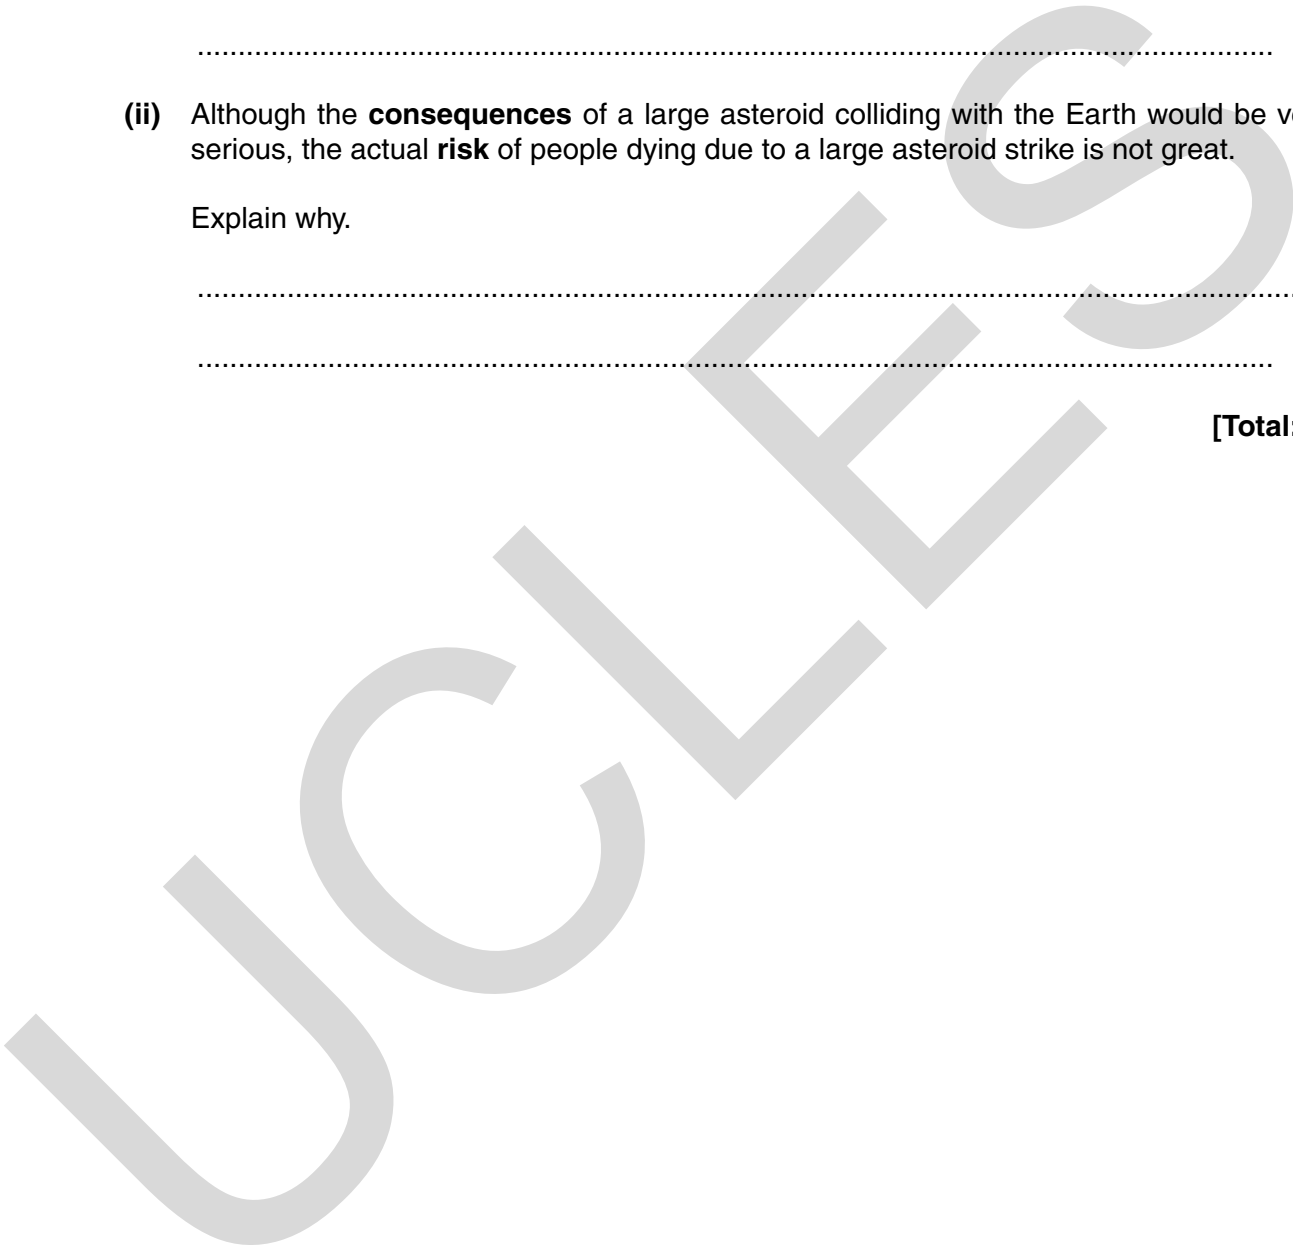 (ii) Although the consequences of a large asteroid colliding with the Earth would be
serious, the actual risk of people dying due to a large asteroid strike is not great.
Explain why.
[Total:
UCLES